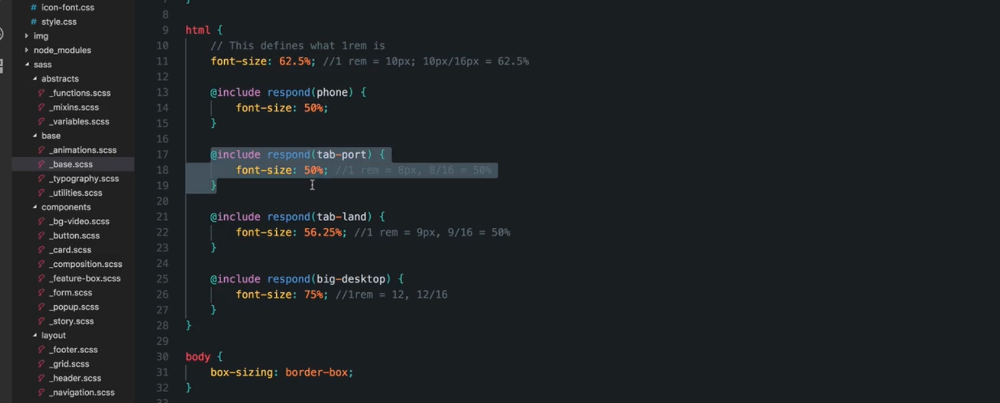 icon-font.css
style.css
img
node_modules
sass
abstracts
_functions.scss
_mixins.scss
_variables.scss
base
_animations.scss
_base.scss
_typography.scss
_utilities.scss
components
_bg-video.scss
_button.scss
_card.scss
_composition.scss
_feature-box.scss
_form.scss
_popup.scss
_story.scss
layout
_footer.scss
_grid.scss
_header.scss
_navigation.scss
7 }
8
9 html {
10 // This defines what 1rem is
11 font-size: 62.5%; //1 rem = 10px; 10px/16px = 62.5%
12
13 @include respond(phone) {
14 font-size: 50%;
15 }
16
17 @include respond(tab-port) {
18 font-size: 50%; //1 rem = 8px, 8/16 = 50%
19 }
20
21 @include respond(tab-land) {
22 font-size: 56.25%; //1 rem = 9px, 9/16 = 50%
23 }
24
25 @include respond(big-desktop) {
26 font-size: 75%; //1rem = 12, 12/16
27 }
28 }
29
30 body {
31 box-sizing: border-box;
32 }
33